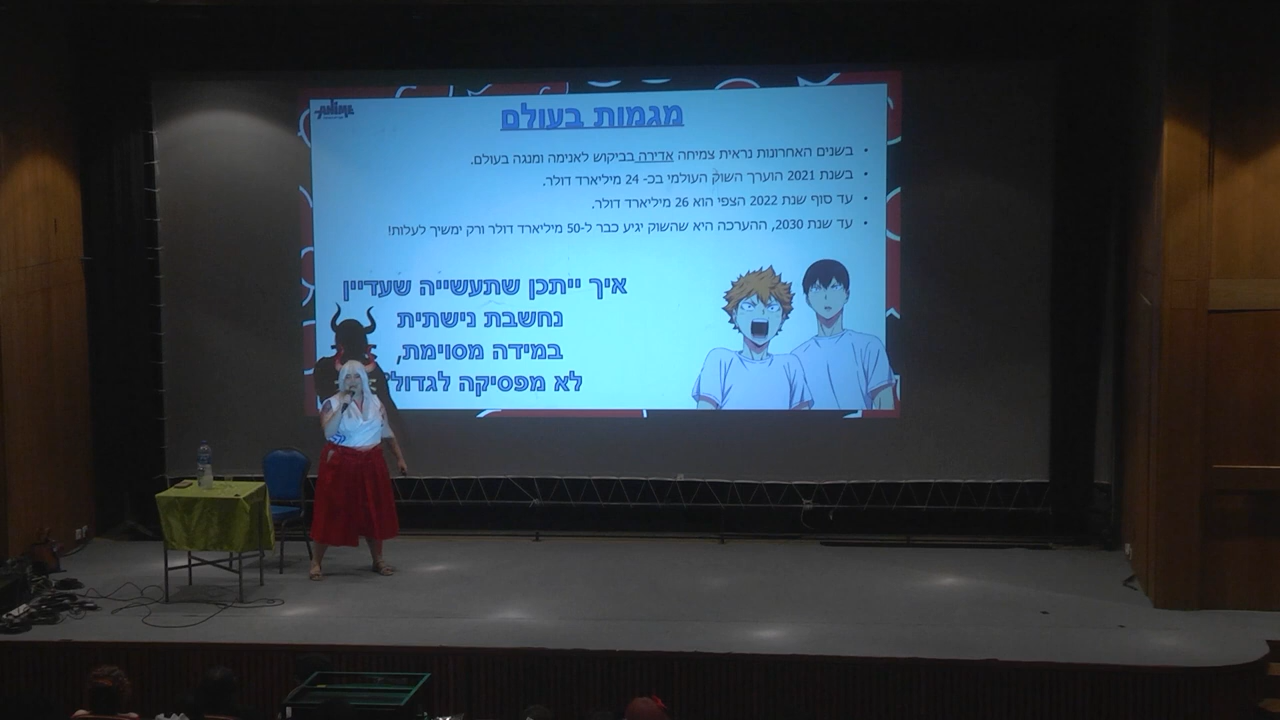 מגמות בעולם
• בשנים האחרונות נראית צמיחה אדירה בביקוש לאנימה ומנגה בעולם.
• בשנת 2021 הוערך השוק העולמי בכ- 24 מיליארד דולר.
• עד סוף שנת 2022 הצפי הוא 26 מיליארד דולר.
• עד שנת 2030, ההערכה היא שהשוק יגיע כבר ל-50 מיליארד דולר ורק ימשיך לעלות!
איך ייתכן שתעשייה שעדיין
נחשבת נישתית
במידה מסוימת,
לא מפסיקה לגדול?